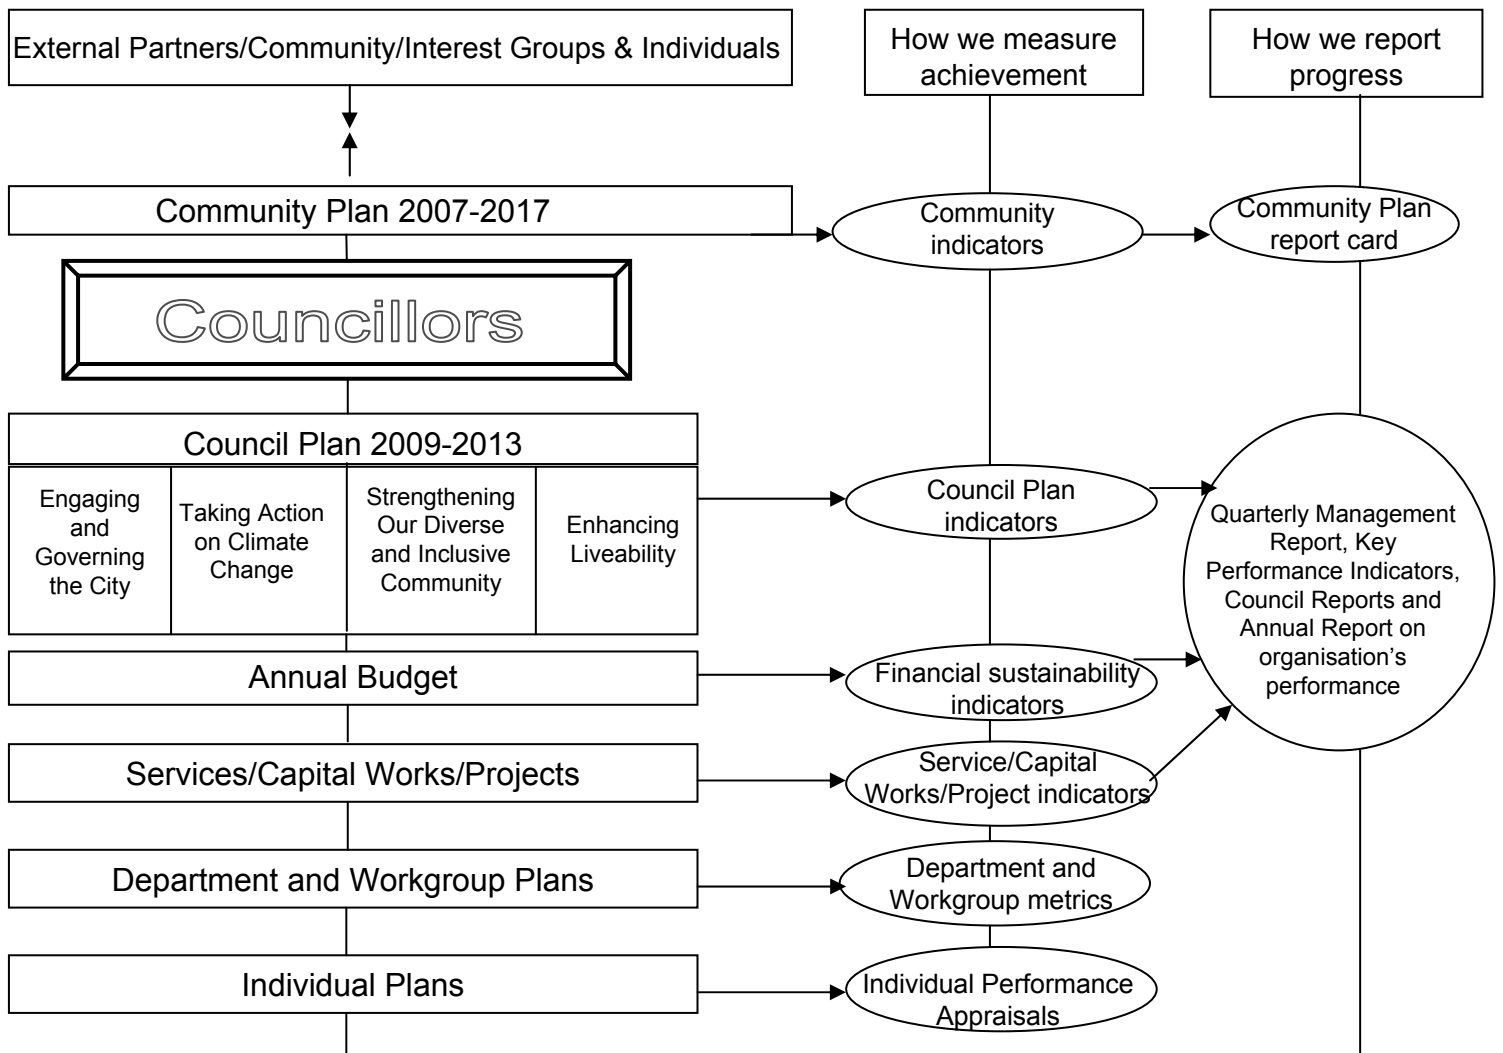 External Partners/Community/Interest Groups & Individuals
How we measure
achievement
How we report
progress
Community Plan 2007-2017
Community
indicators
Community Plan
report card
Councillors
Council Plan 2009-2013
Engaging
and
Governing
the City
Taking Action
on Climate
Change
Strengthening
Our Diverse
and Inclusive
Community
Enhancing
Liveability
Council Plan
indicators
Quarterly Management
Report, Key
Performance Indicators,
Council Reports and
Annual Report on
organisation’s
performance
Annual Budget
Financial sustainability
indicators
Services/Capital Works/Projects
Service/Capital
Works/Project indicators
Department and Workgroup Plans
Department and
Workgroup metrics
Individual Plans
Individual Performance
Appraisals